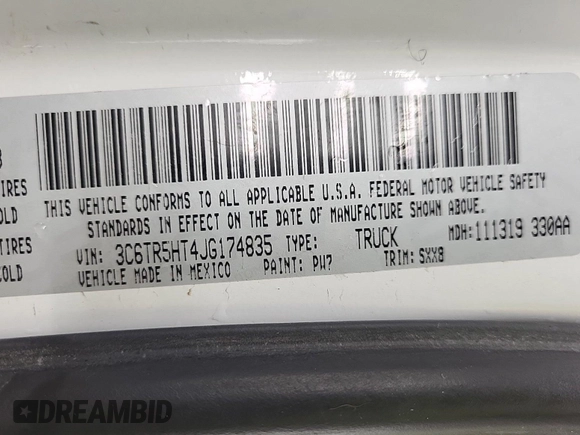 3
IRES
OLD
TIRES
COLD
THIS VEHICLE CONFORMS TO ALL APPLICABLE U.S.A. FEDERAL MOTOR VEHICLE SAFETY
STANDARDS IN EFFECT ON THE DATE OF MANUFACTURE SHOWN ABOVE.
VIN: 3C6TR5HT4JG174835 TYPE: TRUCK MDH: 111319 330AA
VEHICLE MADE IN MEXICO PAINT: PW7 TRIM: SXX8
DREAMBID